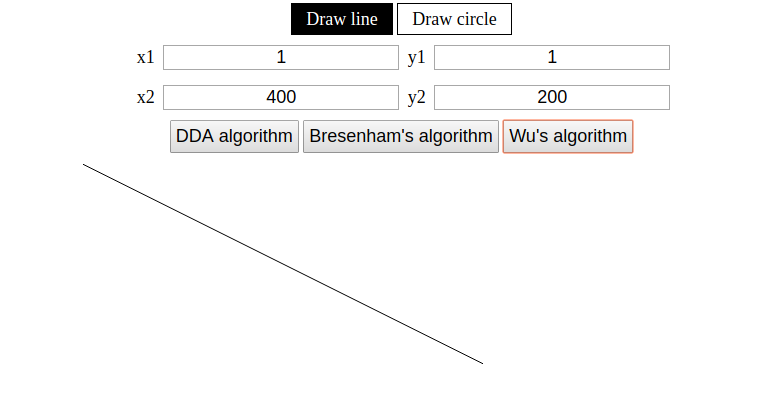 Draw line Draw circle
x1 1 y1 1
x2 400 y2 200
DDA algorithm Bresenham's algorithm Wu's algorithm